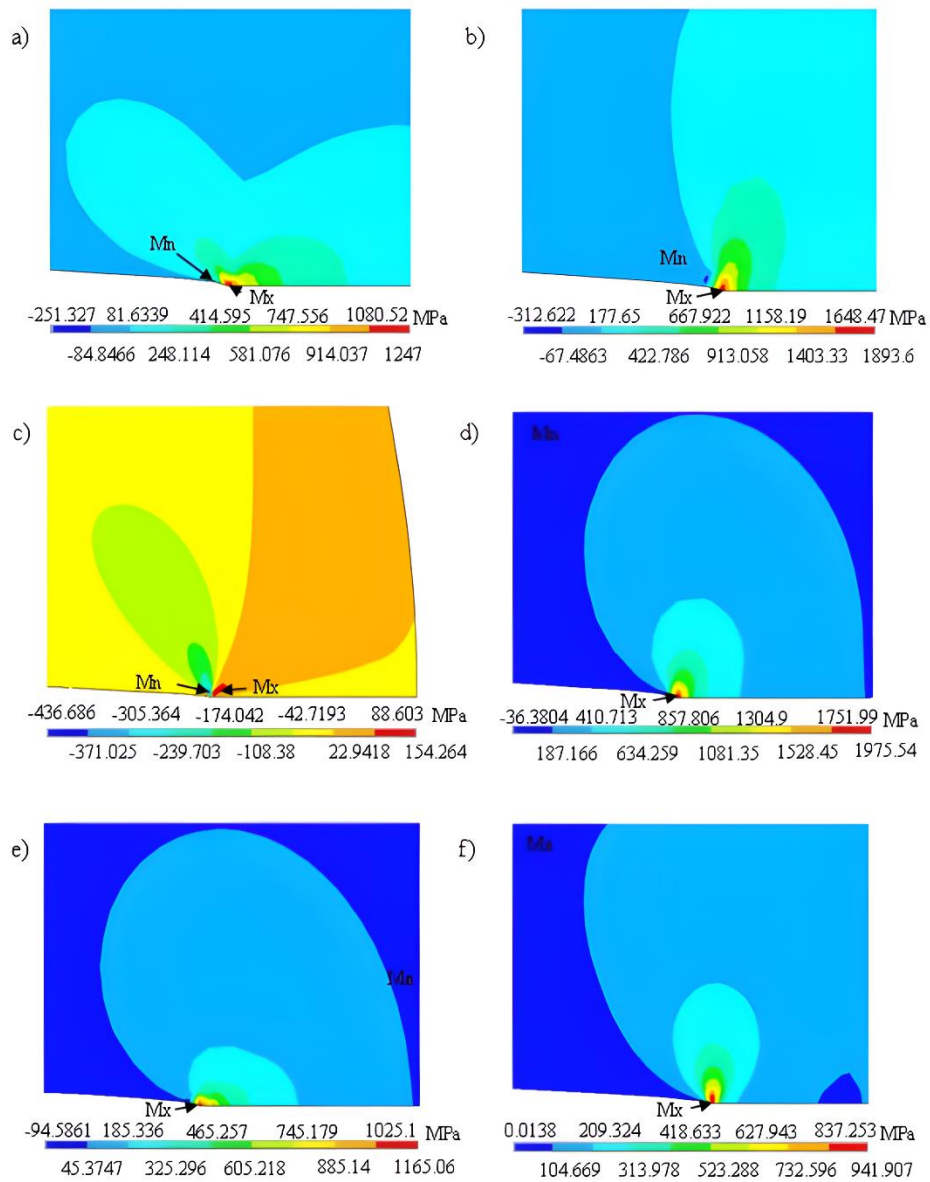 a)
Mn
Mx
-251.327 81.6339 414.595 747.556 1080.52 MPa
-84.8466 248.114 581.076 914.037 1247
b)
Mn
Mx
-312.622 177.65 667.922 1158.19 1648.47 MPa
-67.4863 422.786 913.058 1403.33 1893.6
c)
Mn Mx
-436.686 -305.364 -174.042 -42.7193 88.603 MPa
-371.025 -239.703 -108.38 22.9418 154.264
d)
Mn
Mx
-36.3804 410.713 857.806 1304.9 1751.99 MPa
187.166 634.259 1081.35 1528.45 1975.54
e)
Mn
Mx
-94.5861 185.336 465.257 745.179 1025.1 MPa
45.3747 325.296 605.218 885.14 1165.06
f)
Mn
Mx
0.0138 209.324 418.633 627.943 837.253 MPa
104.669 313.978 523.288 732.596 941.907